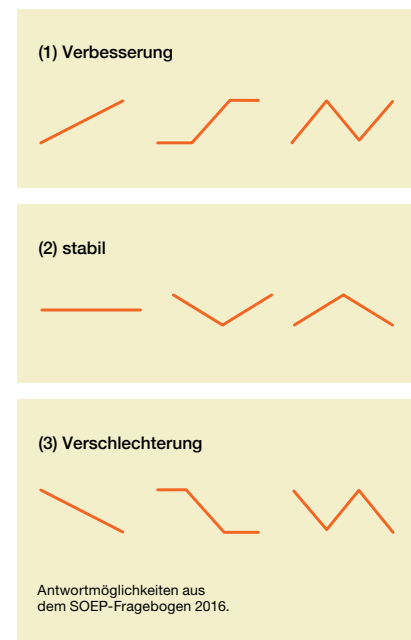 (1) Verbesserung
(2) stabil
(3) Verschlechterung
Antwortmöglichkeiten aus
dem SOEP-Fragebogen 2016.